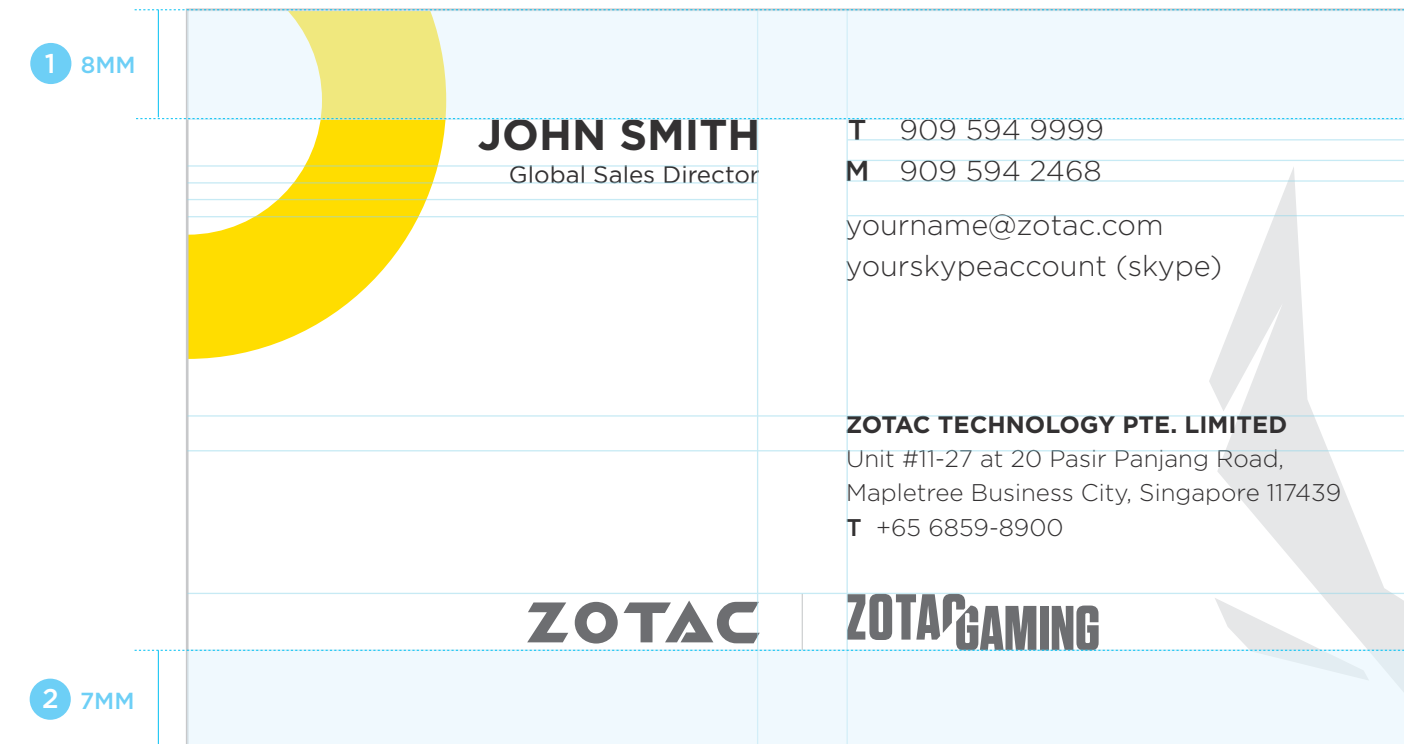 1 8MM
JOHN SMITH
Global Sales Director
T 909 594 9999
M 909 594 2468
yourname@zotac.com
yourskypeaccount (skype)
ZOTAC TECHNOLOGY PTE. LIMITED
Unit #11-27 at 20 Pasir Panjang Road,
Mapletree Business City, Singapore 117439
T +65 6859-8900
ZOTAC
ZOTAC GAMING
2 7MM